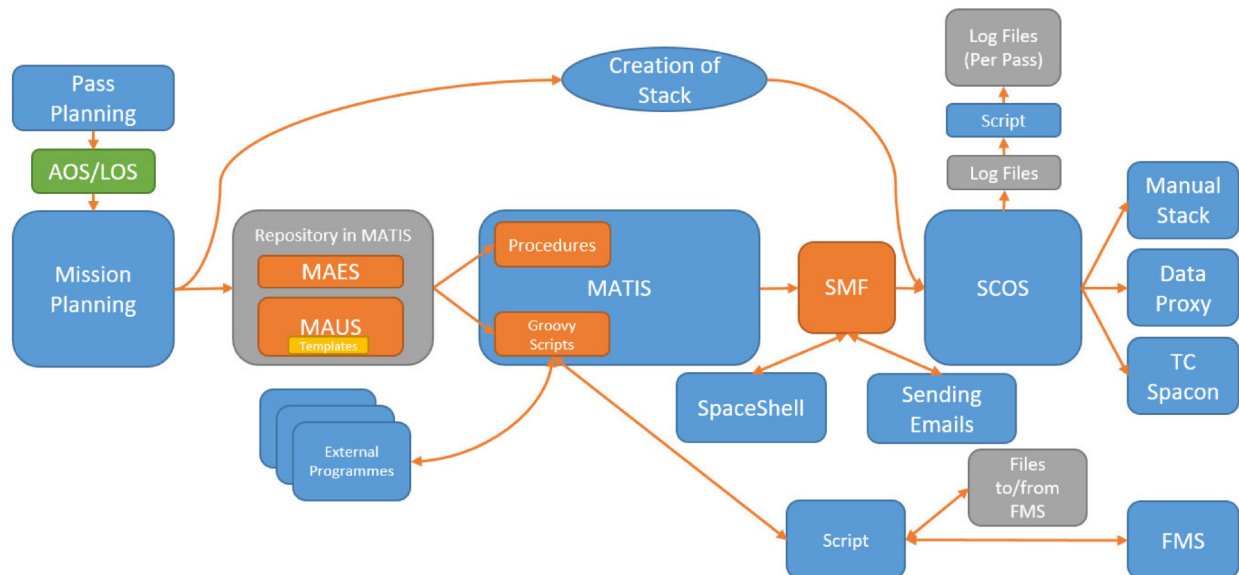 Pass
Planning
AOS/LOS
Mission
Planning
Creation of
Stack
Repository in MATIS
MAES
MAUS
Templates
Procedures
MATIS
Groovy
Scripts
SMF
SCOS
Log Files
(Per Pass)
Script
Log Files
Manual
Stack
Data
Proxy
TC
Spacon
SpaceShell
Sending
Emails
External
Programmes
Script
Files
to/from
FMS
FMS